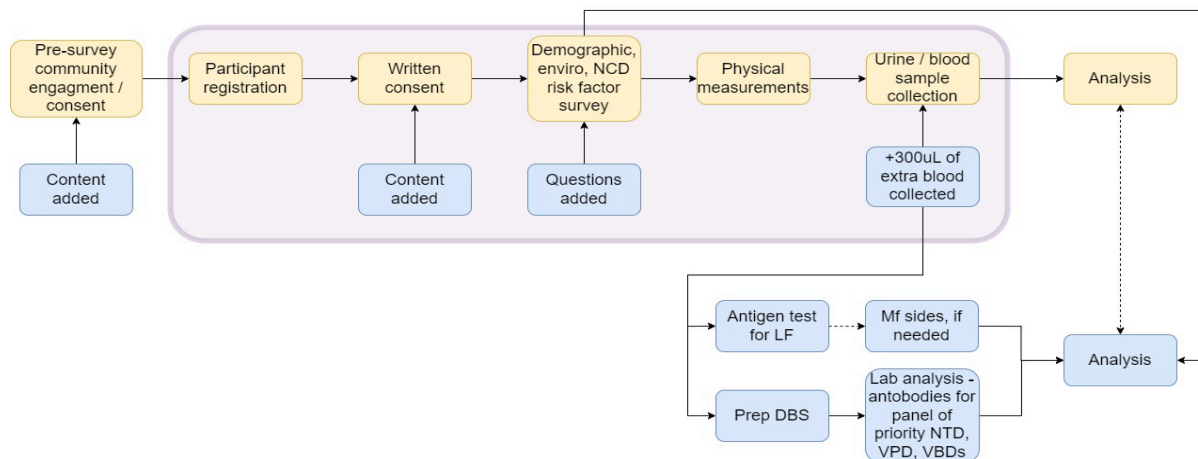 Pre-survey
community
engagment /
consent
Participant
registration
Written
consent
Demographic,
enviro, NCD
risk factor
survey
Physical
measurements
Urine / blood
sample
collection
Analysis
Content
added
Content
added
Questions
added
+300uL of
extra blood
collected
Antigen test
for LF
Mf sides, if
needed
Analysis
Prep DBS
Lab analysis -
antobodies for
panel of
priority NTD,
VPD, VBDs